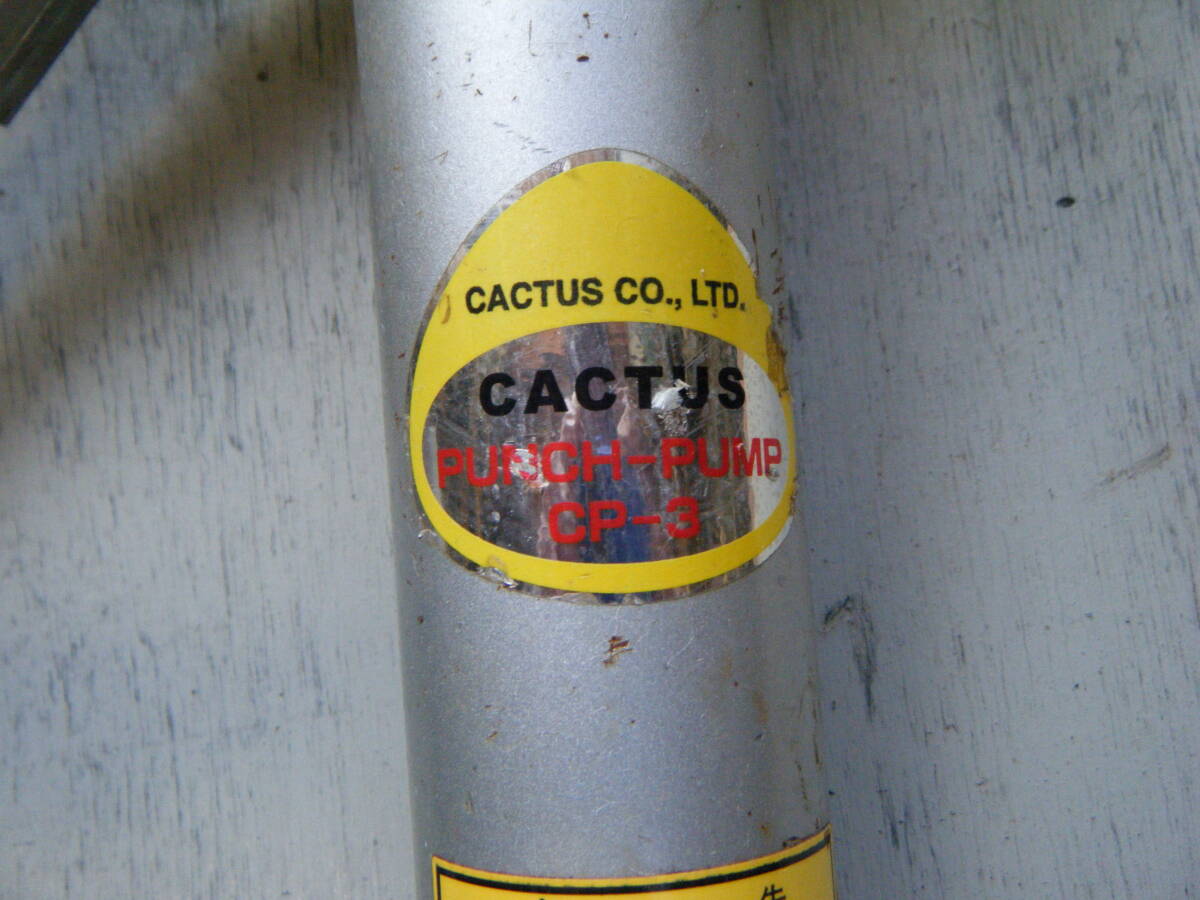 CACTUS CO., LTD.
CACTUS
PUNCH-PUMP
CP-3